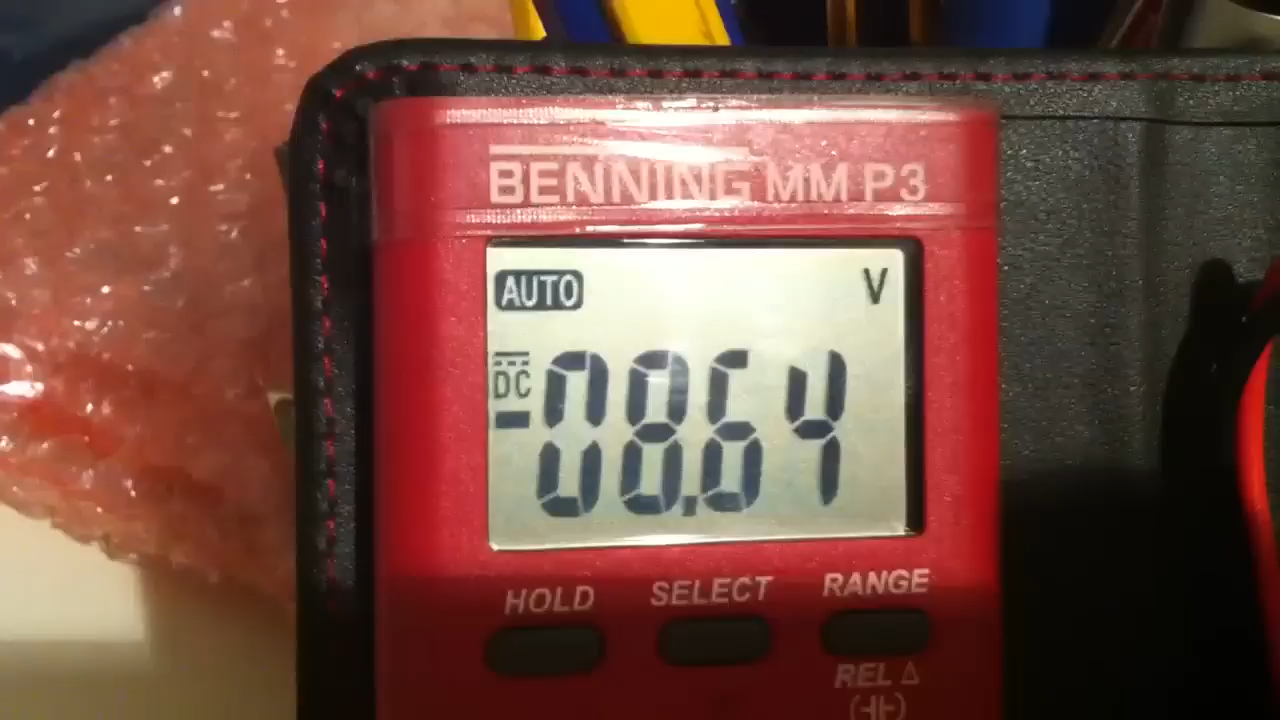 BENNING MM P3
AUTO V
DC
-08.64
HOLD SELECT RANGE
REL Δ